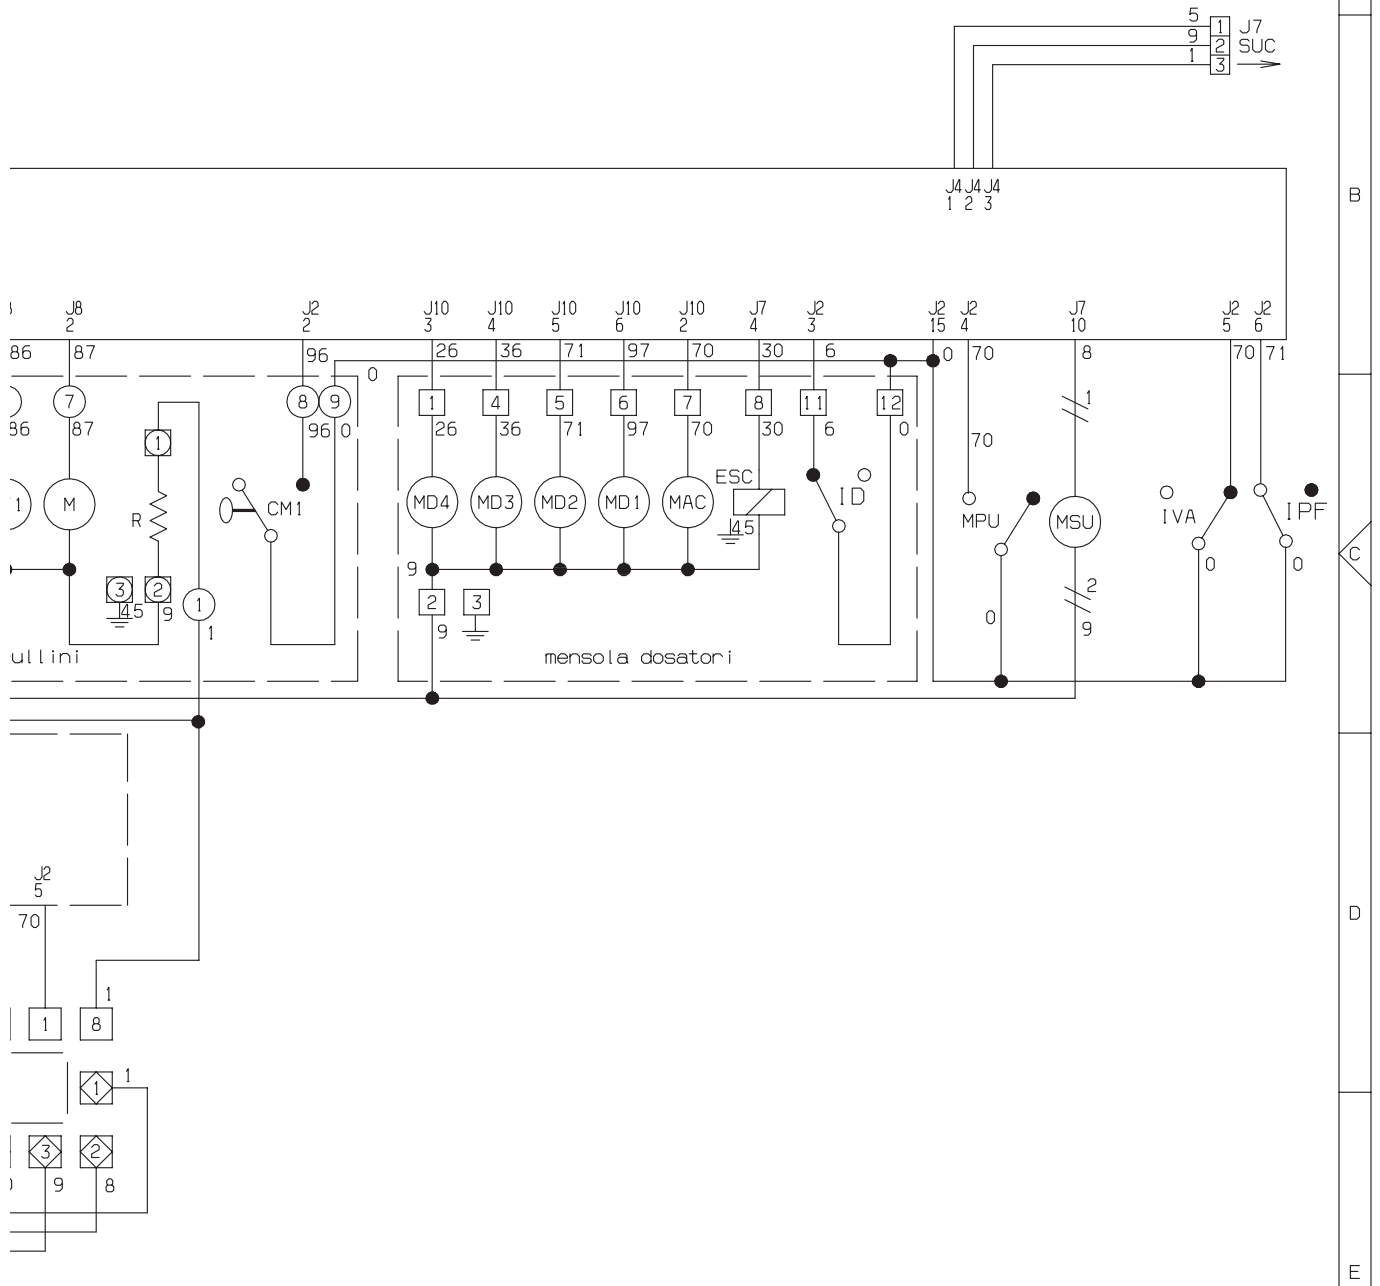 5
1 J7
9
2 SUC
1
3
J4 J4 J4
1 2 3
B
J8 J2 J10 J10 J10 J10 J10 J7 J2 J2 J2 J7 J2 J2
2 2 3 4 5 6 2 4 3 15 4 10 5 6
86 87 96 26 36 71 97 70 30 6 0 70 8 70 71
0
7 8 9 1 4 5 6 7 8 11 12 1
86 87 96 0 26 36 71 97 70 30 6 0
1 70
ESC
ID
1 M R CM1 MD4 MD3 MD2 MD1 MAC MPU MSU IVA IPF
45
C
9 0 0
3 2 1 2 3 2
45 9 0
1 9 9
ullini mensola dosatori
J2
5
70
D
1
1 8
1
1
3 2
9 8
E